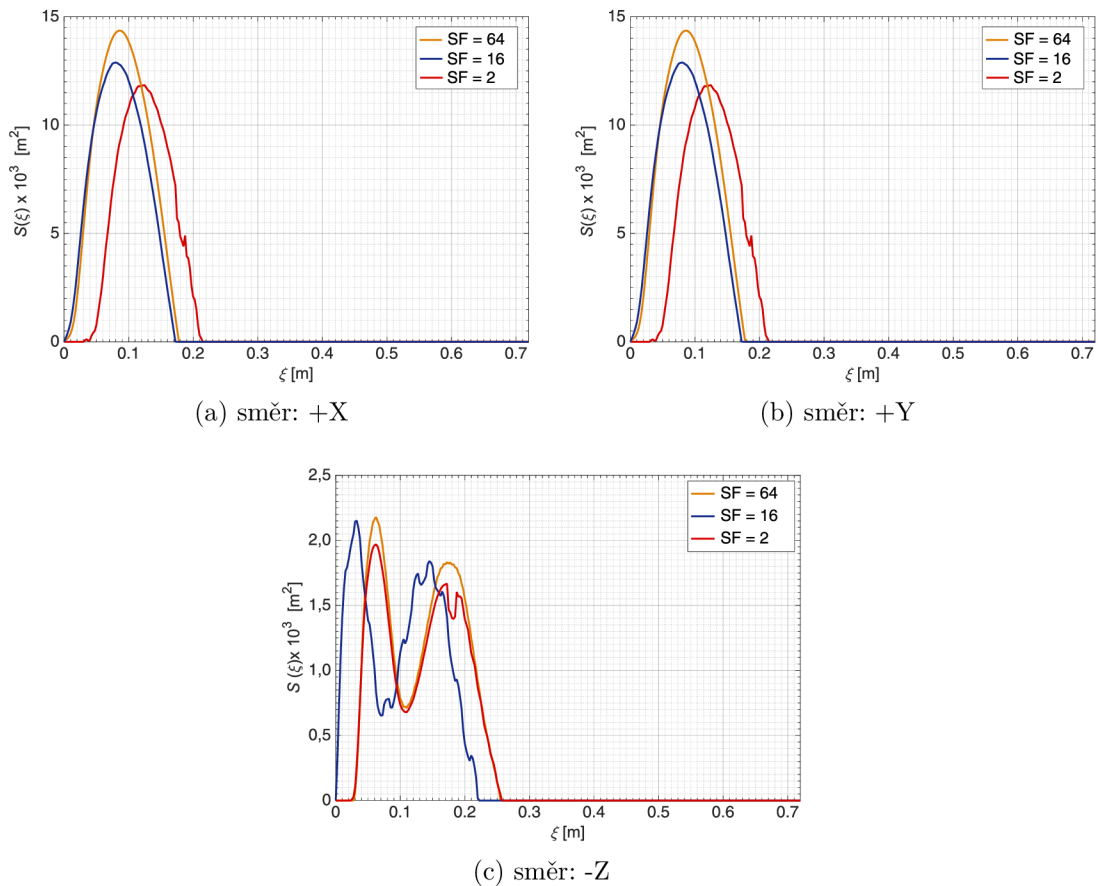 15
10
5
0
S(ξ) x 10³ [m²]
SF = 64
SF = 16
SF = 2
0 0.1 0.2 0.3 0.4 0.5 0.6 0.7
ξ [m]
(a) směr: +X
15
10
5
0
S(ξ) x 10³ [m²]
SF = 64
SF = 16
SF = 2
0 0.1 0.2 0.3 0.4 0.5 0.6 0.7
ξ [m]
(b) směr: +Y
2,5
2,0
1,5
1,0
0,5
0
S (ξ)x 10³ [m²]
SF = 64
SF = 16
SF = 2
0 0.1 0.2 0.3 0.4 0.5 0.6 0.7
ξ [m]
(c) směr: -Z